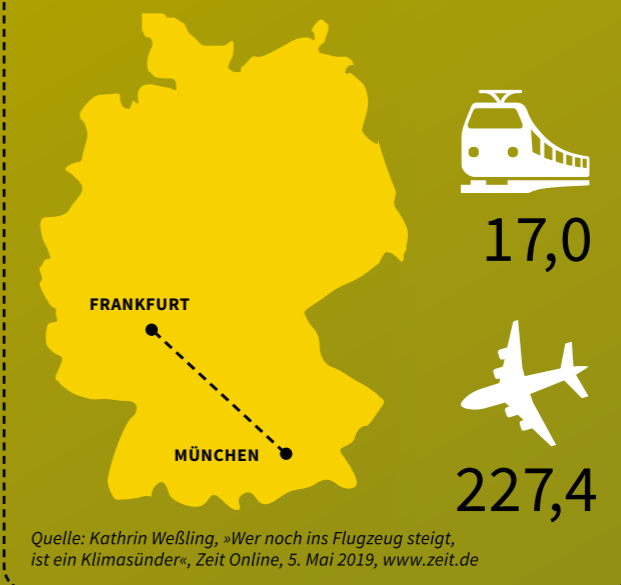 FRANKFURT
MÜNCHEN
17,0
227,4
Quelle: Kathrin Weßling, »Wer noch ins Flugzeug steigt,
ist ein Klimasünder«, Zeit Online, 5. Mai 2019, www.zeit.de